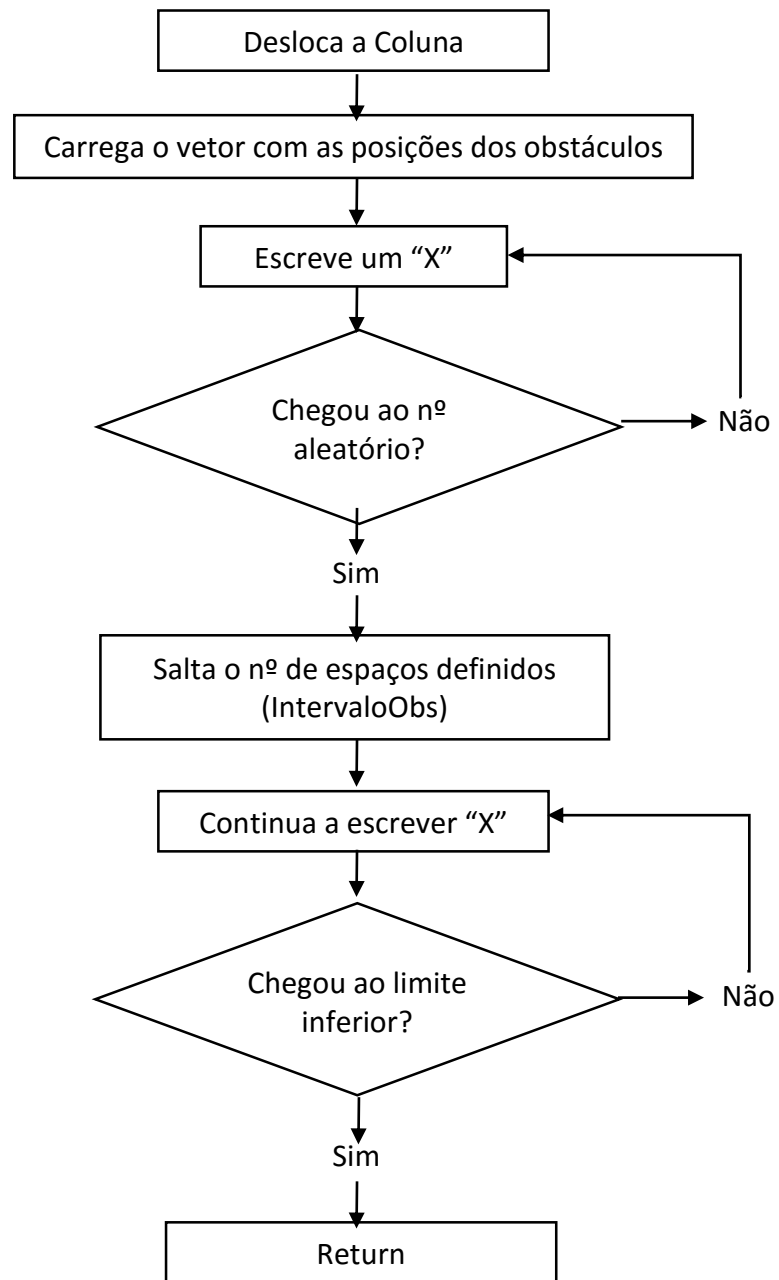 Desloca a Coluna
Carrega o vetor com as posições dos obstáculos
Escreve um “X”
Chegou ao nº
aleatório?
Não
Sim
Salta o nº de espaços definidos
(IntervaloObs)
Continua a escrever “X”
Chegou ao limite
inferior?
Não
Sim
Return